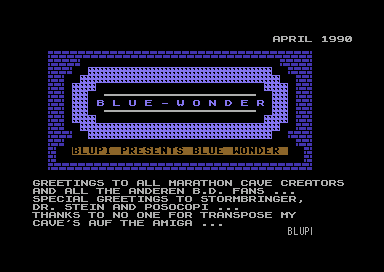 APRIL 1990
BLUE-WONDER
BLUPI PRESENTS BLUE WONDER
GREETINGS TO ALL MARATHON CAVE CREATORS
AND ALL THE ANDEREN B.D. FANS ...
SPECIAL GREETINGS TO STORMBRINGER,
DR. STEIN AND POSOCOPI ...
THANKS TO NO ONE FOR TRANSPOSE MY
CAVE'S AUF THE AMIGA ...
BLUPI